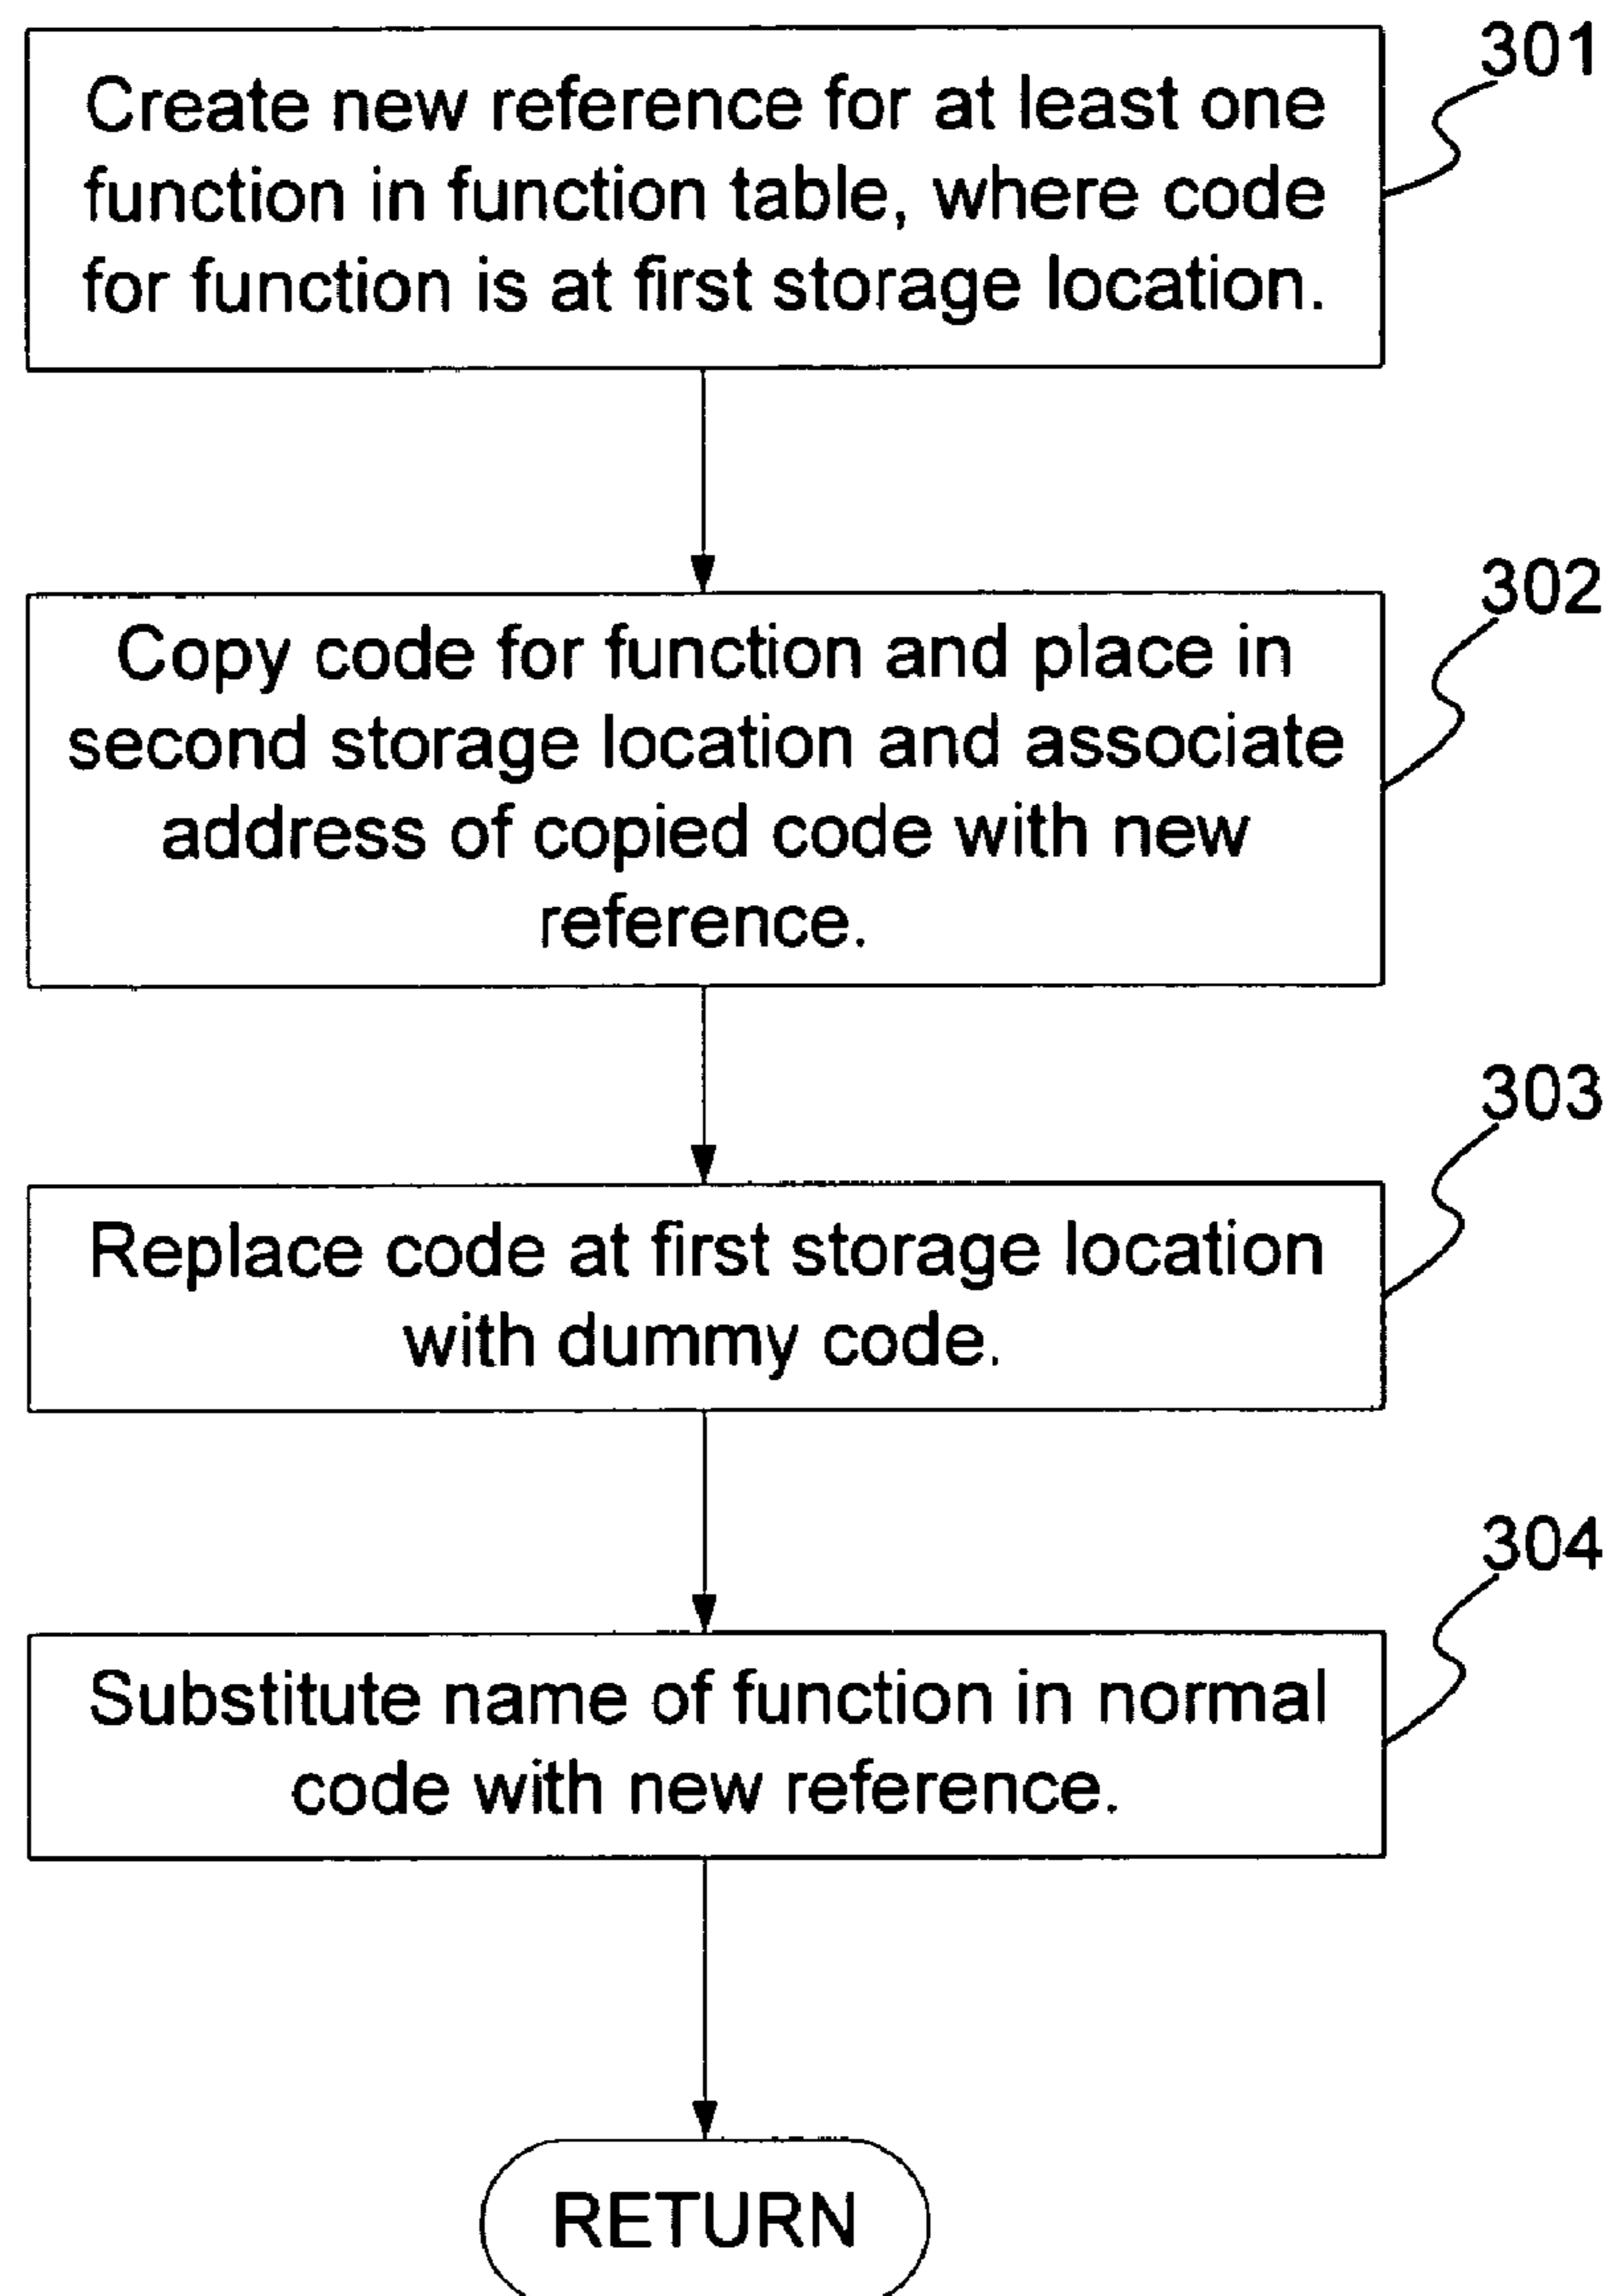 301
Create new reference for at least one
function in function table, where code
for function is at first storage location.
302
Copy code for function and place in
second storage location and associate
address of copied code with new
reference.
303
Replace code at first storage location
with dummy code.
304
Substitute name of function in normal
code with new reference.
RETURN